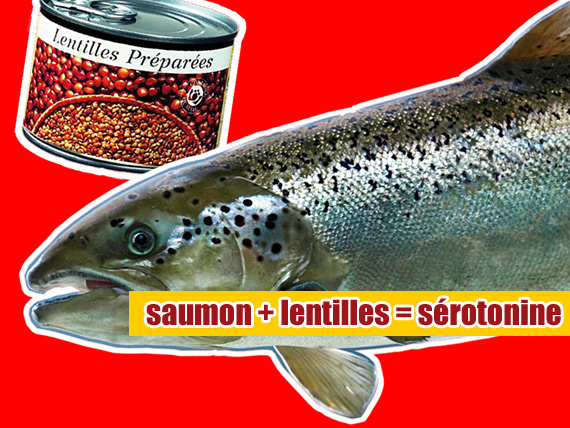 Lentilles Préparées
saumon + lentilles = sérotonine